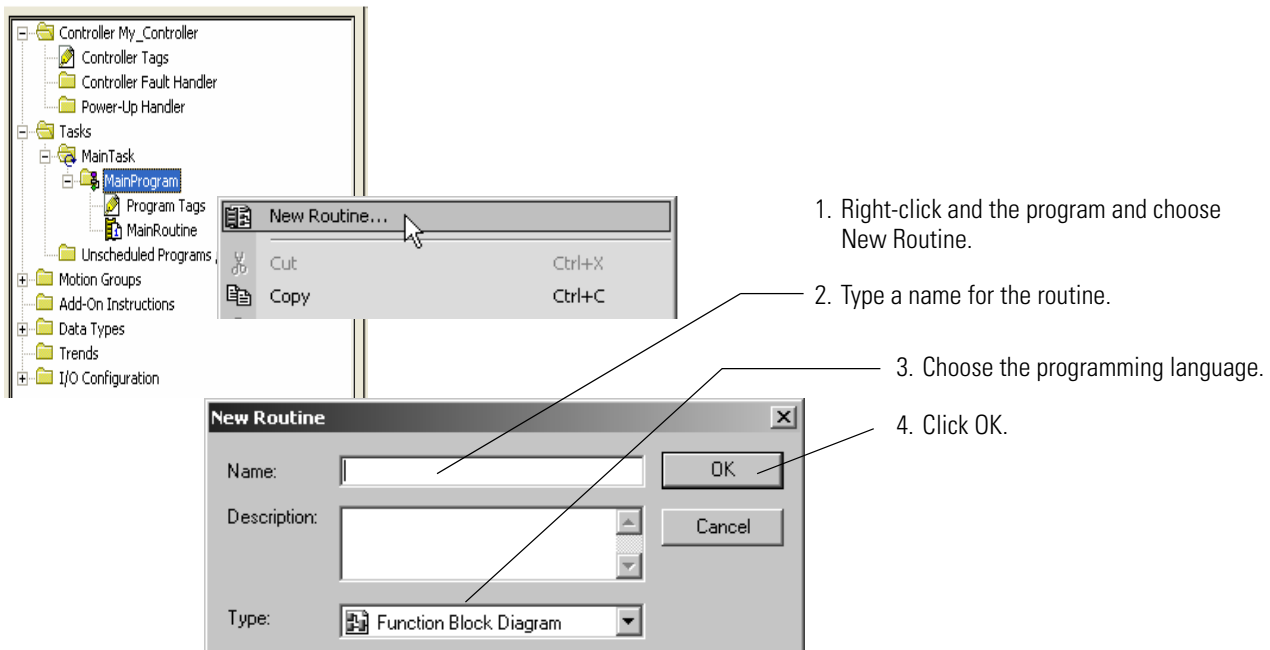 Controller My_Controller
Controller Tags
Controller Fault Handler
Power-Up Handler
Tasks
MainTask
MainProgram
Program Tags
MainRoutine
Unscheduled Programs
Motion Groups
Add-On Instructions
Data Types
Trends
I/O Configuration
New Routine...
Cut Ctrl+X
Copy Ctrl+C
1. Right-click and the program and choose
New Routine.
2. Type a name for the routine.
3. Choose the programming language.
4. Click OK.
New Routine
Name:
OK
Description:
Cancel
Type:
Function Block Diagram